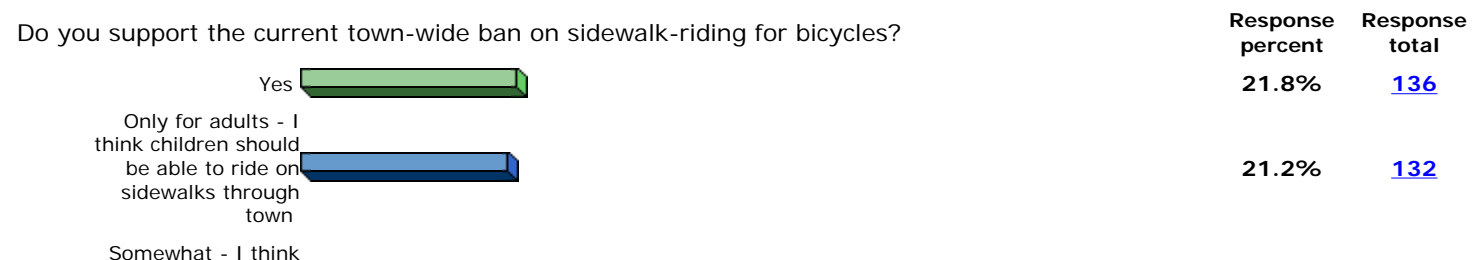 Do you support the current town-wide ban on sidewalk-riding for bicycles?
Response percent
Response total
Yes
21.8%
136
Only for adults - I
think children should
be able to ride on
sidewalks through
town
21.2%
132
Somewhat - I think